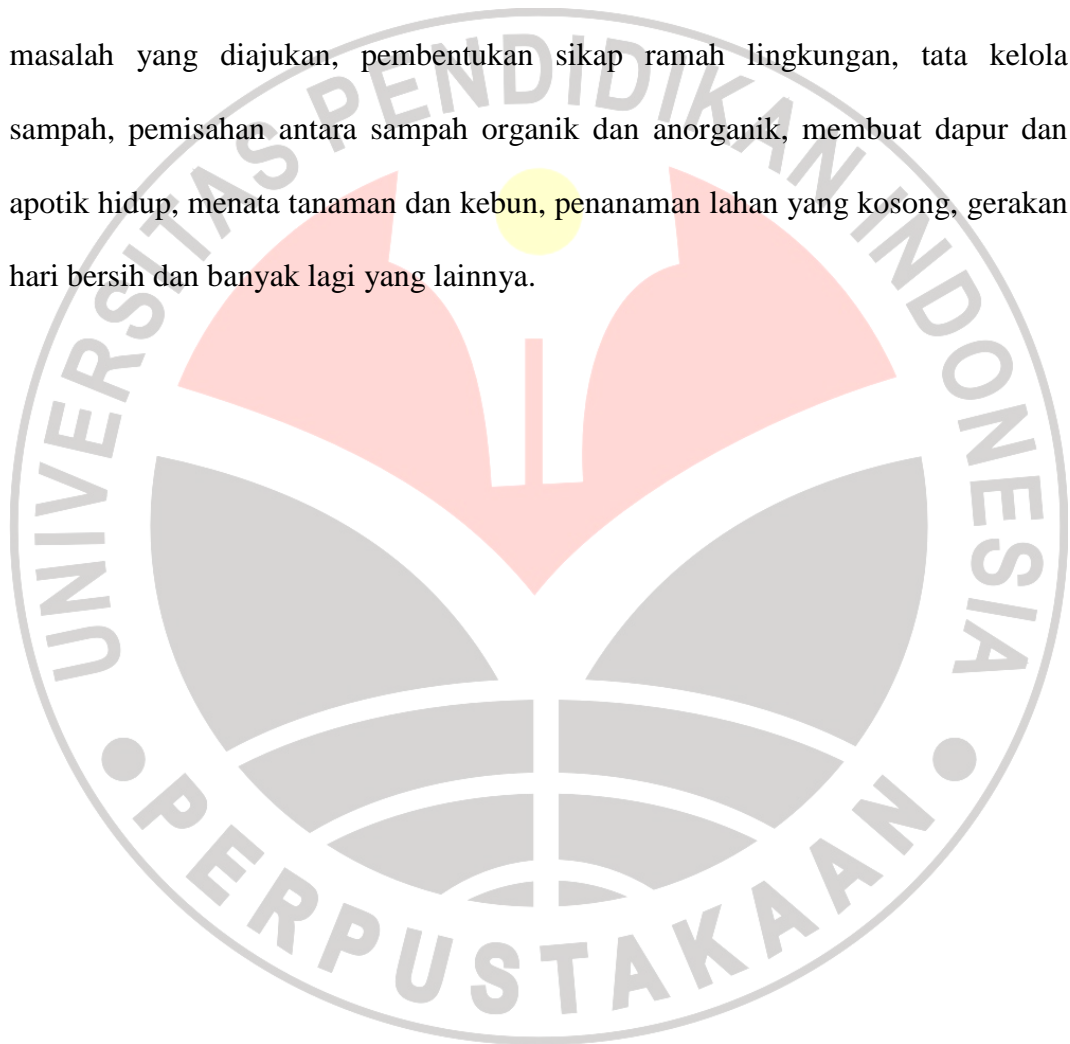 masalah yang diajukan, pembentukan sikap ramah lingkungan, tata kelola
sampah, pemisahan antara sampah organik dan anorganik, membuat dapur dan
apotik hidup, menata tanaman dan kebun, penanaman lahan yang kosong, gerakan
hari bersih dan banyak lagi yang lainnya.
UNIVERSITAS PENDIDIKAN INDONESIA
PERPUSTAKAAN